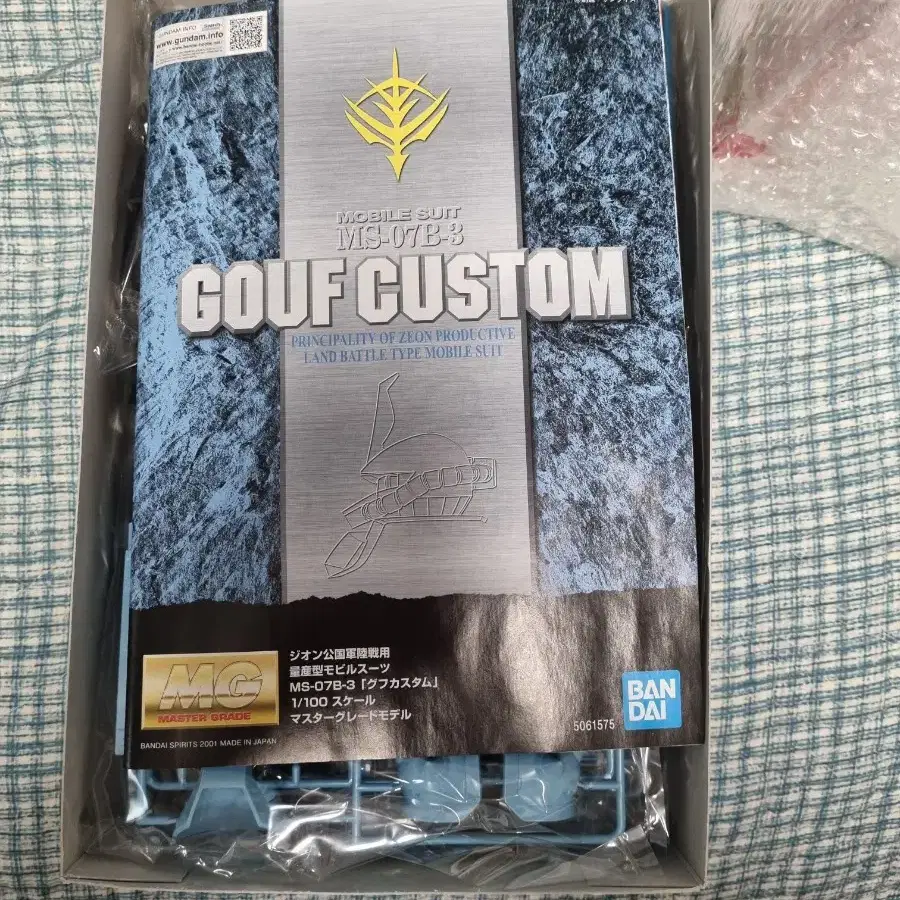 GUNDAM INFO
www.gundam.info
MOBILE SUIT
MS-07B-3
GOUF CUSTOM
PRINCIPALITY OF ZEON PRODUCTIVE
LAND BATTLE TYPE MOBILE SUIT
MG
MASTER GRADE
ジオン公国軍陸戦用
量産型モビルスーツ
MS-07B-3「グフカスタム」
1/100 スケール
マスターグレードモデル
BANDAI SPIRITS 2001 MADE IN JAPAN
5061575
BAN
DAI